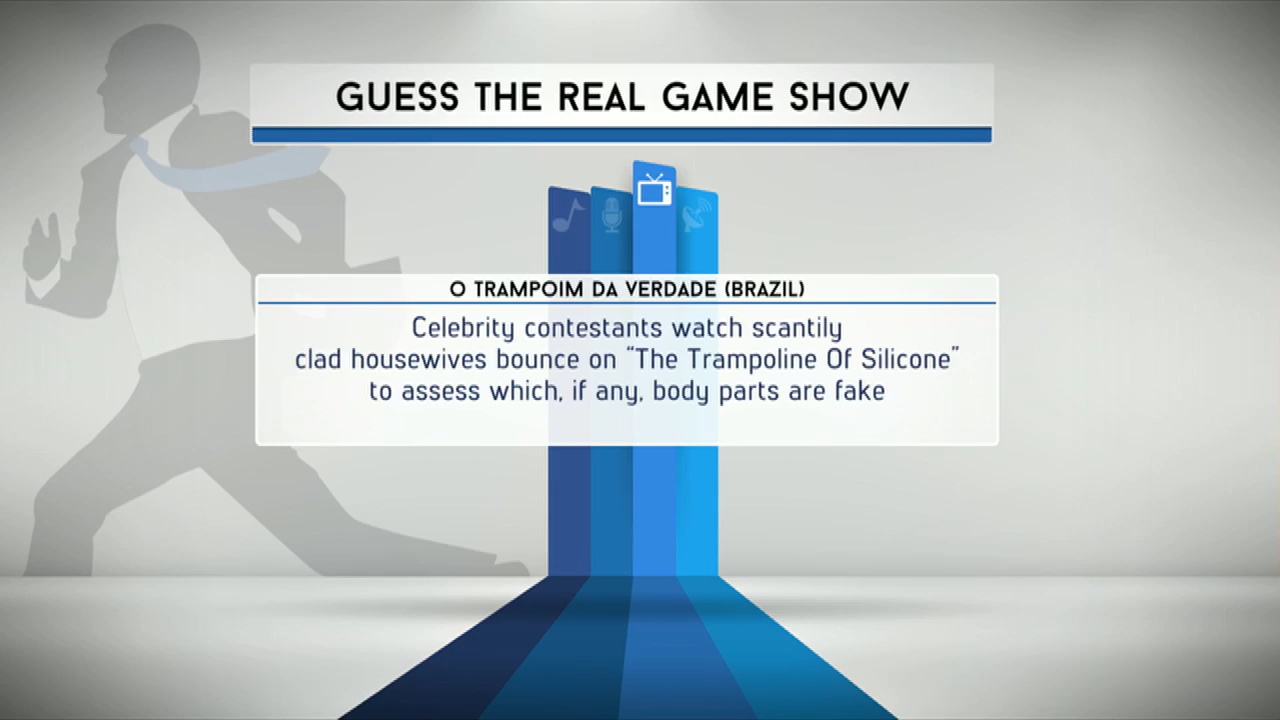 GUESS THE REAL GAME SHOW
O TRAMPOIM DA VERDADE (BRAZIL)
Celebrity contestants watch scantily
clad housewives bounce on “The Trampoline Of Silicone”
to assess which, if any, body parts are fake